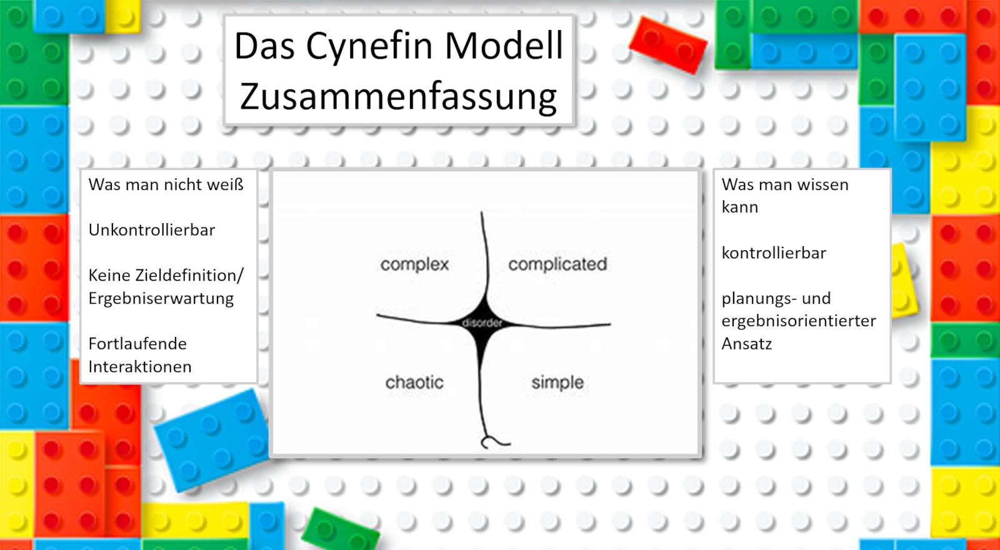 Das Cynefin Modell
Zusammenfassung
Was man nicht weiß
Unkontrollierbar
Keine Zieldefinition/
Ergebniserwartung
Fortlaufende
Interaktionen
complex
complicated
disorder
chaotic
simple
Was man wissen
kann
kontrollierbar
planungs- und
ergebnisorientierter
Ansatz